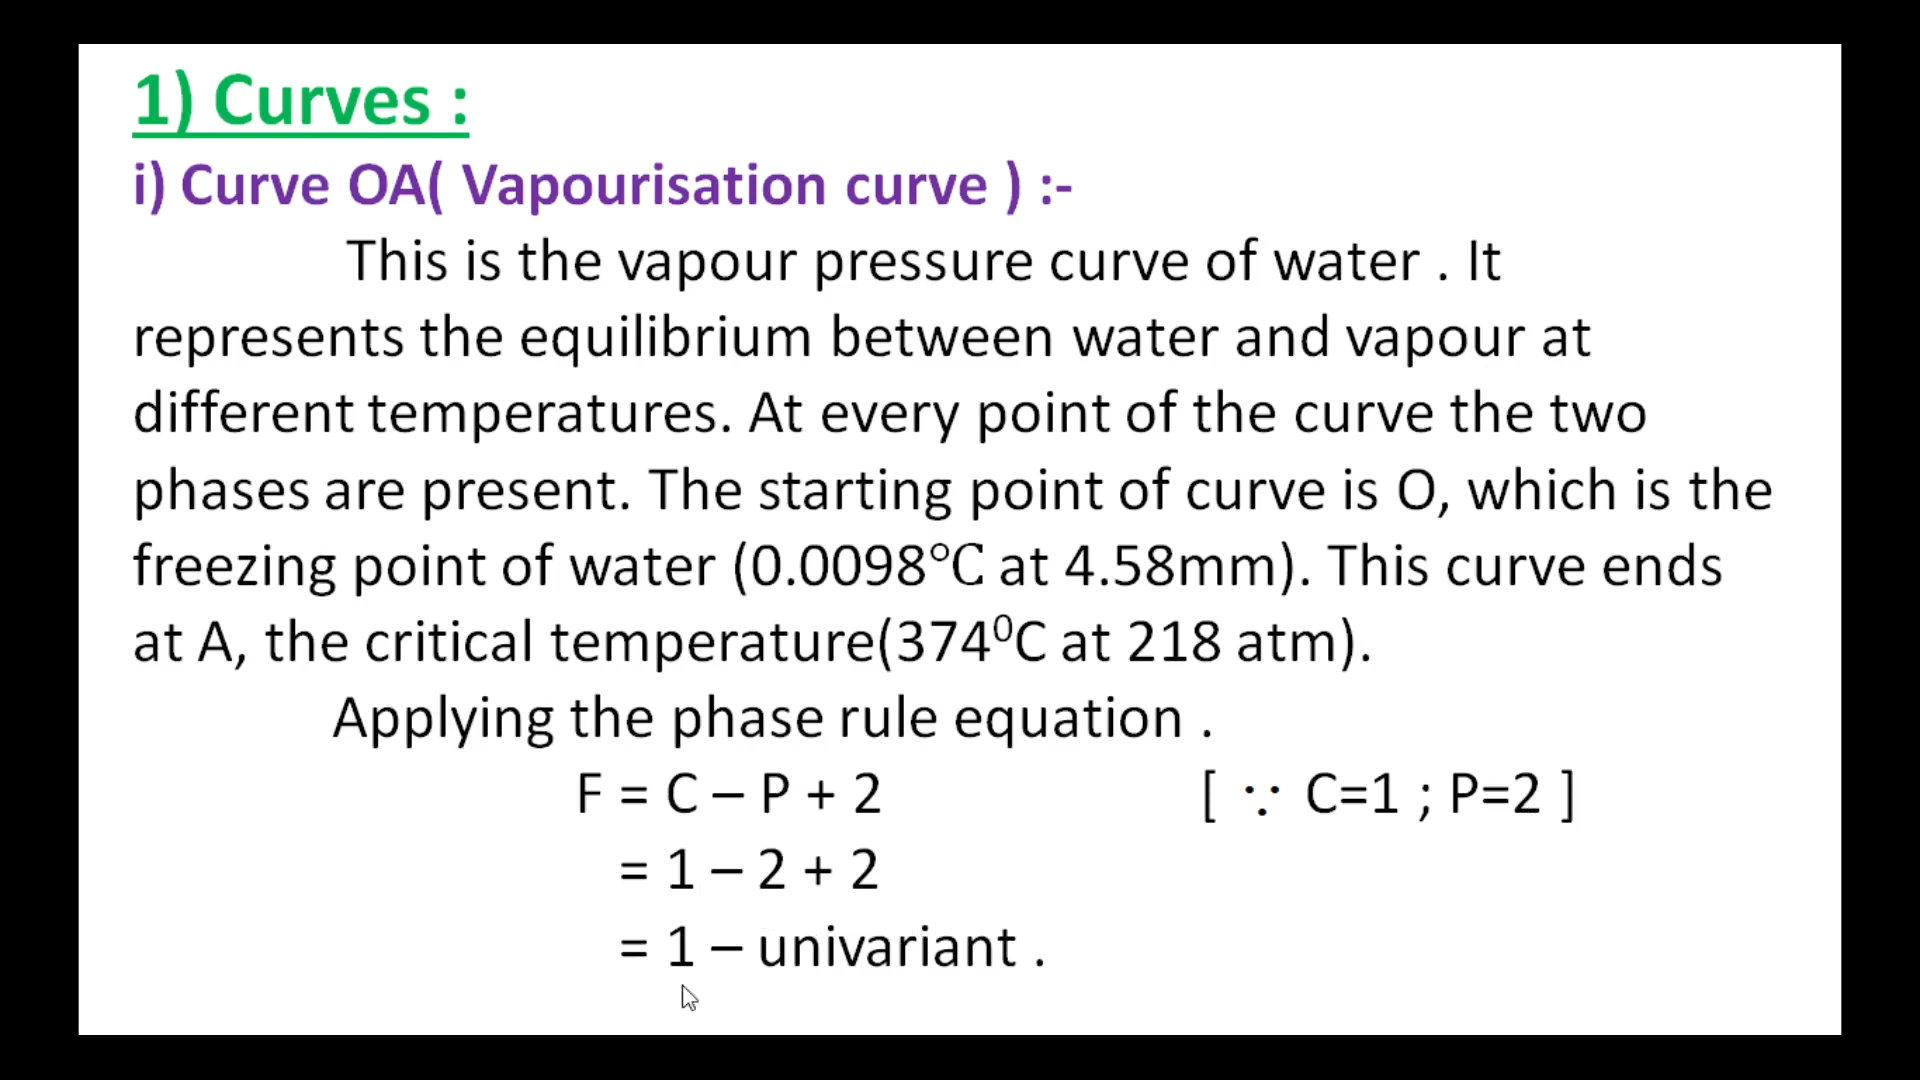 1) Curves :
i) Curve OA( Vapourisation curve ) :-
This is the vapour pressure curve of water . It
represents the equilibrium between water and vapour at
different temperatures. At every point of the curve the two
phases are present. The starting point of curve is O, which is the
freezing point of water (0.0098°C at 4.58mm). This curve ends
at A, the critical temperature(374⁰C at 218 atm).
Applying the phase rule equation .
F = C – P + 2 [ ∵ C=1 ; P=2 ]
= 1 – 2 + 2
= 1 – univariant .